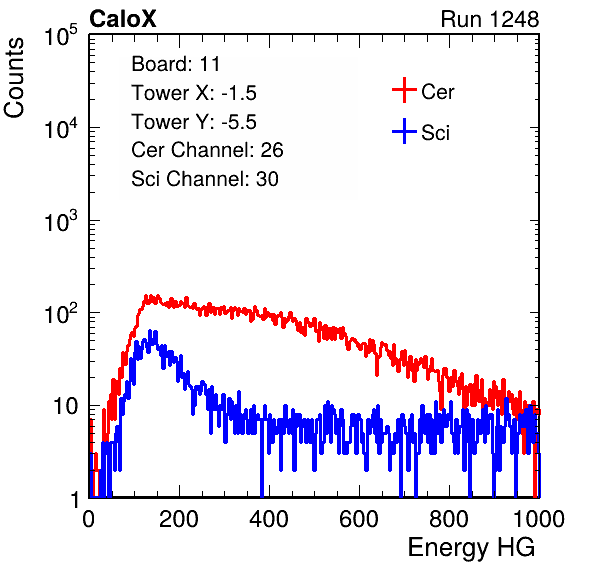 CaloX
Run 1248
Counts
10^5
10^4
10^3
10^2
10
1
Board: 11
Tower X: -1.5
Tower Y: -5.5
Cer Channel: 26
Sci Channel: 30
Cer
Sci
0 200 400 600 800 1000
Energy HG